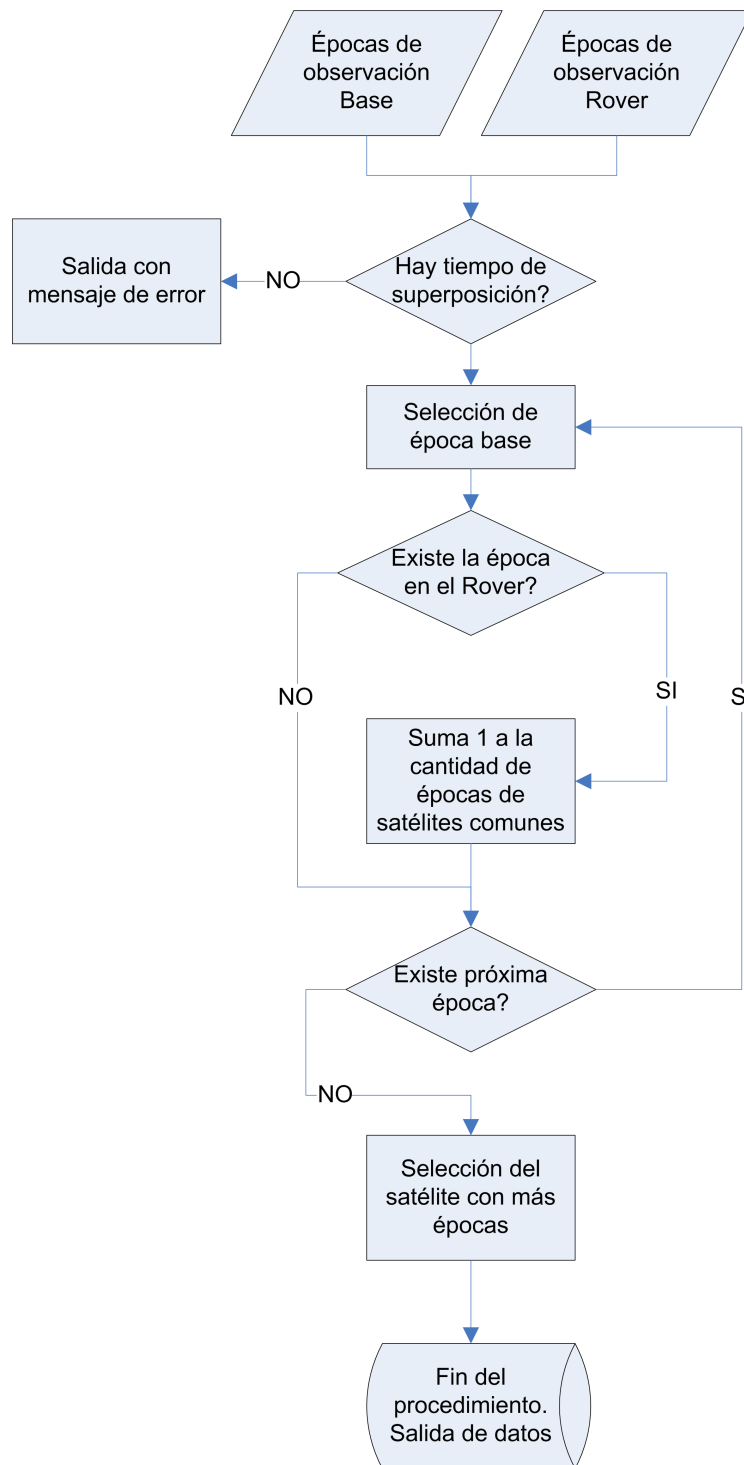 Épocas de
observación
Base
Épocas de
observación
Rover
Hay tiempo de
superposición?
NO
Salida con
mensaje de error
Selección de
época base
Existe la época
en el Rover?
NO
SI
S
Suma 1 a la
cantidad de
épocas de
satélites comunes
Existe próxima
época?
NO
Selección del
satélite con más
épocas
Fin del
procedimiento.
Salida de datos